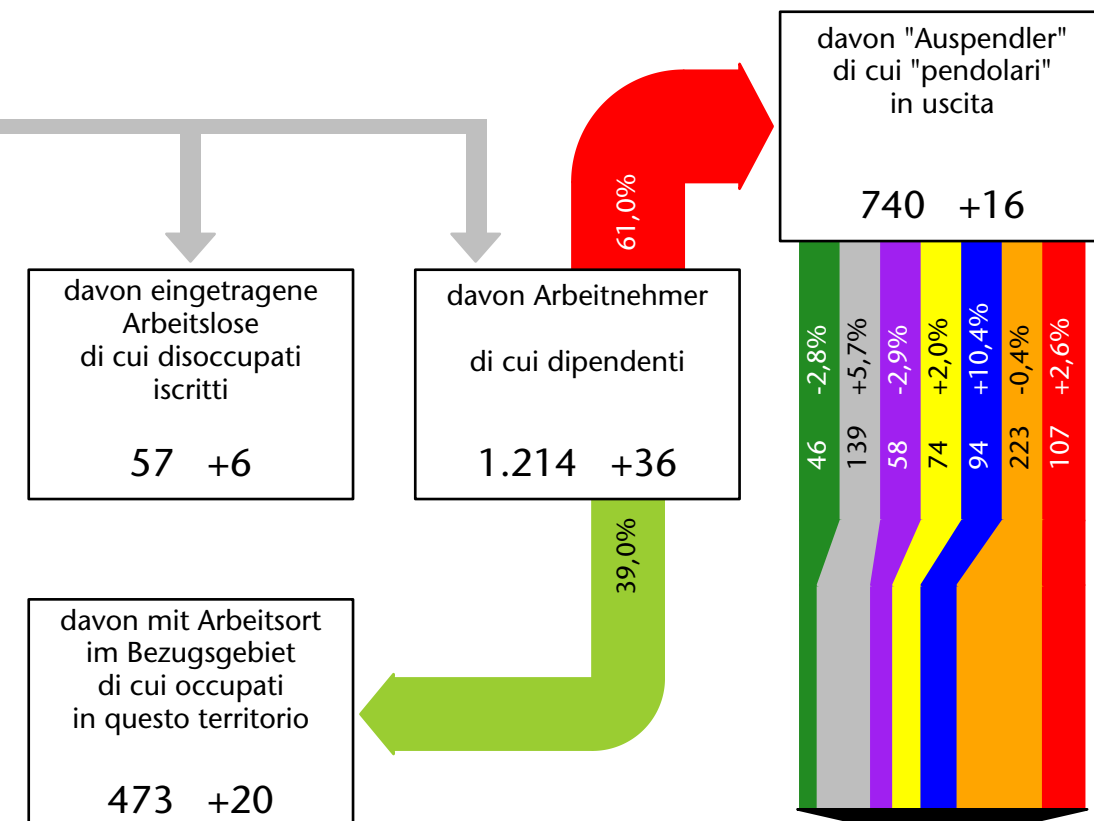 davon "Auspendler"
di cui "pendolari"
in uscita
740 +16
61,0%
davon eingetragene
Arbeitslose
di cui disoccupati
iscritti
57 +6
davon Arbeitnehmer
di cui dipendenti
1.214 +36
46 -2,8%
139 +5,7%
58 -2,9%
74 +2,0%
94 +10,4%
223 -0,4%
107 +2,6%
39,0%
davon mit Arbeitsort
im Bezugsgebiet
di cui occupati
in questo territorio
473 +20